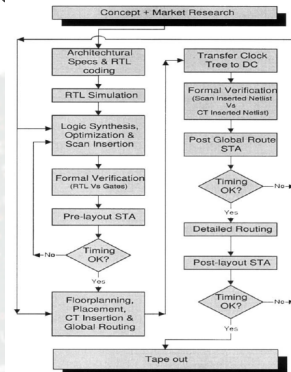 Concept + Market Research
Architechtural
Specs & RTL
coding
RTL Simulation
Logic Synthesis,
Optimization &
Scan Insertion
Formal Verification
(RTL Vs Gates)
Pre-layout STA
No
Timing
OK?
Yes
Floorplanning,
Placement,
CT Insertion &
Global Routing
Transfer Clock
Tree to DC
Formal Verification
(Scan Inserted Netlist
Vs
CT Inserted Netlist)
Post Global Route
STA
Timing
OK?
No
Yes
Detailed Routing
Post-layout STA
Timing
OK?
No
Yes
Tape out